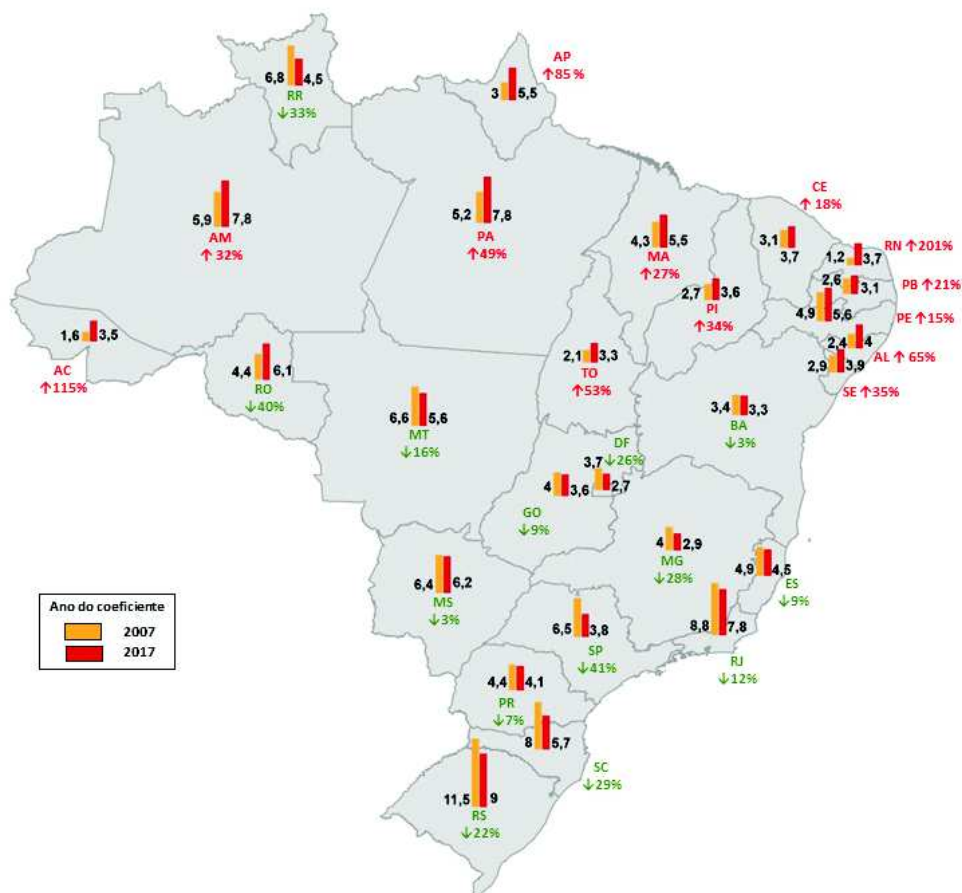 AP
↑85 %
6,8 4,5
RR
↓33%
3 5,5
CE
↑ 18%
5,9 7,8
AM
↑ 32%
5,2 7,8
PA
↑49%
4,3 5,5
MA
↑27%
3,1
3,7
RN ↑201%
1,2 3,7
2,6 3,1
PB ↑21%
2,7 3,6
PI
↑34%
4,9 5,6
PE ↑15%
2,4 4
AL ↑ 65%
2,9 3,9
SE ↑35%
1,6 3,5
AC
↑115%
4,4 6,1
RO
↓40%
2,1 3,3
TO
↑53%
6,6 5,6
MT
↓16%
3,4 3,3
BA
↓3%
DF
↓26%
3,7
2,7
4 3,6
GO
↓9%
4 2,9
MG
↓28%
4,9 4,5
ES
↓9%
6,4 6,2
MS
↓3%
6,5 3,8
SP
↓41%
8,8 7,8
RJ
↓12%
Ano do coeficiente
2007
2017
4,4 4,1
PR
↓7%
8 5,7
SC
↓29%
11,5 9
RS
↓22%